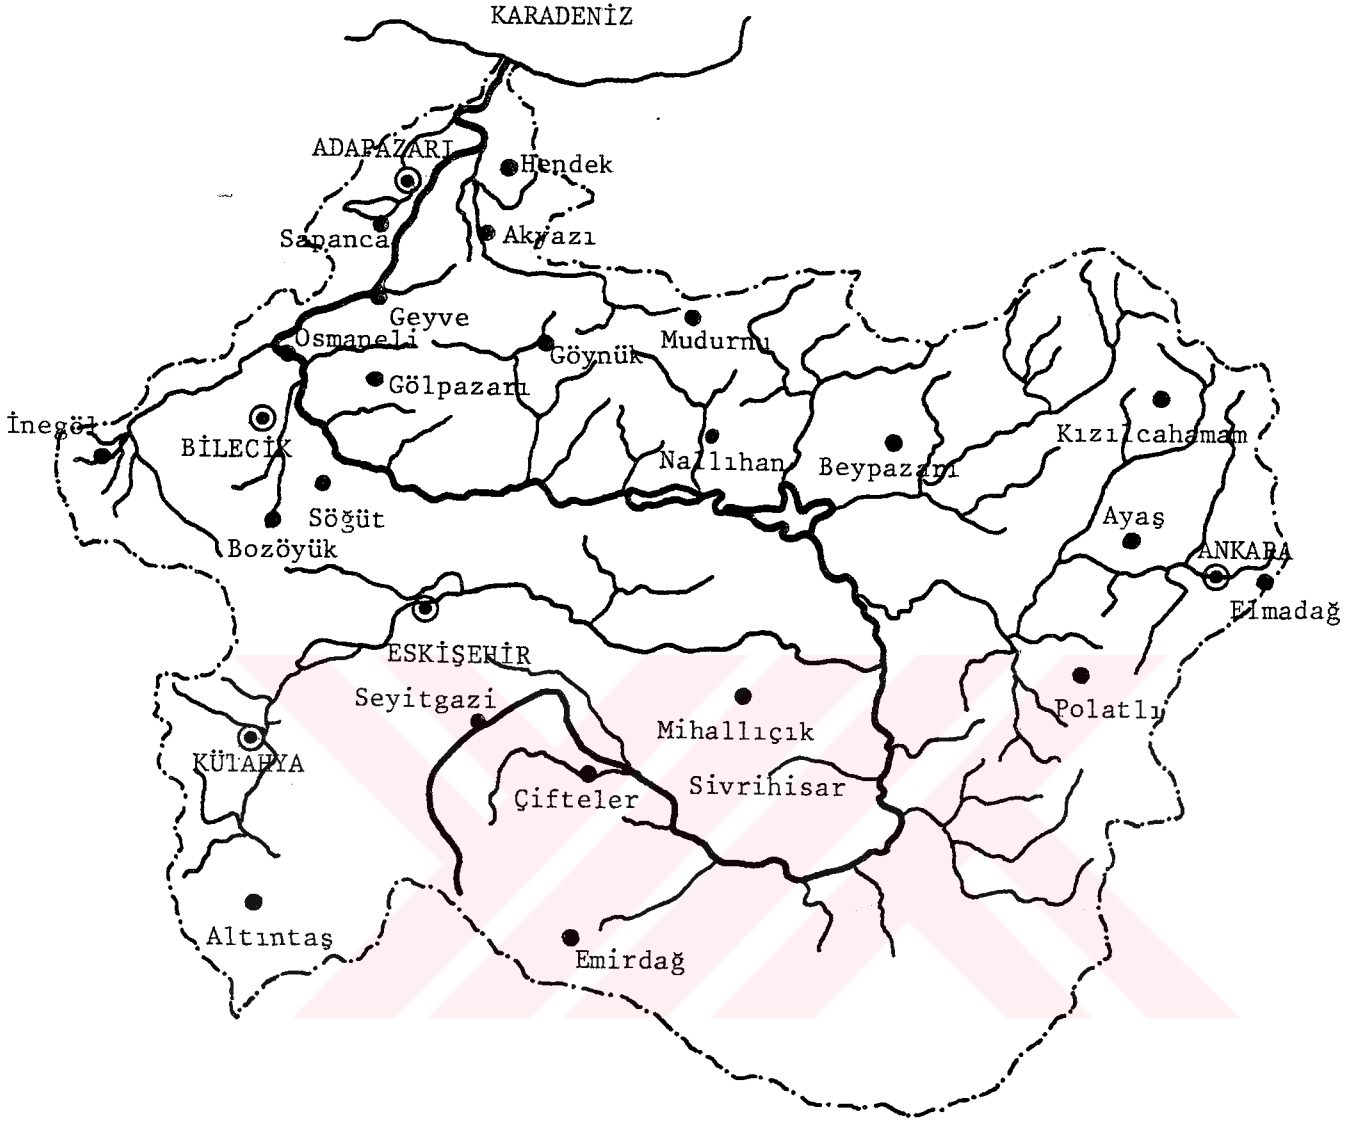 KARADENİZ
ADAPAZARI
Hendek
Sapanca
Akyazı
Geyve
Osmaneli
Mudurnu
Göynük
Gölpazarı
İnegöl
BİLECİK
Kızılcahamam
Nallıhan
Beypazarı
Söğüt
Ayaş
Bozöyük
ANKARA
Elmadağ
ESKİŞEHİR
Seyitgazi
Polatlı
Mihallıçık
KÜTAHYA
Sivrihisar
Çifteler
Altıntaş
Emirdağ